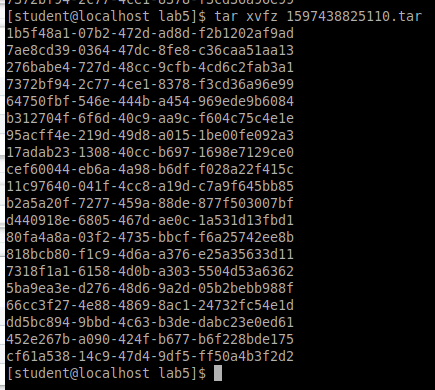 [student@localhost lab5]$ tar xvfz 1597438825110.tar
1b5f48a1-07b2-472d-ad8d-f2b1202af9ad
7ae8cd39-0364-47dc-8fe8-c36caa51aa13
276babe4-727d-48cc-9cfb-4cd6c2fab3a1
7372bf94-2c77-4ce1-8378-f3cd36a96e99
64750fbf-546e-444b-a454-969ede9b6084
b312704f-6f6d-40c9-aa9c-f604c75c4e1e
95acff4e-219d-49d8-a015-1be00fe092a3
17adab23-1308-40cc-b697-1698e7129ce0
cef60044-eb6a-4a98-b6df-f028a22f415c
11c97640-041f-4cc8-a19d-c7a9f645bb85
b2a5a20f-7277-459a-88de-877f503007bf
d440918e-6805-467d-ae0c-1a531d13fbd1
80fa4a8a-03f2-4735-bbcf-f6a25742ee8b
818bcb80-f1c9-4d6a-a376-e25a35633d11
7318f1a1-6158-4d0b-a303-5504d53a6362
5ba9ea3e-d276-48d6-9a2d-05b2bebb988f
66cc3f27-4e88-4869-8ac1-24732fc54e1d
dd5bc894-9bbd-4c63-b3de-dabc23e0ed61
452e267b-a090-424f-b677-b6f228bde175
cf61a538-14c9-47d4-9df5-ff50a4b3f2d2
[student@localhost lab5]$